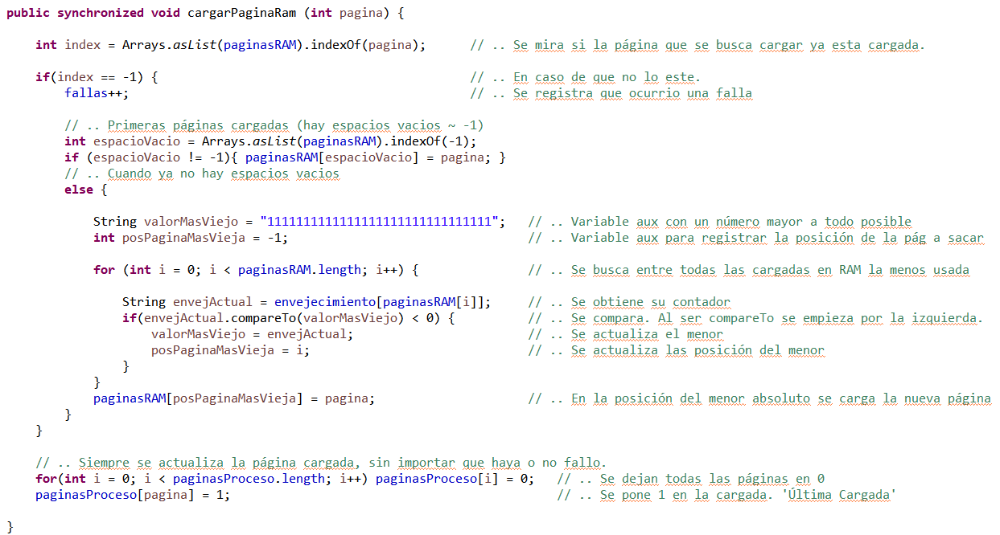 public synchronized void cargarPaginaRam (int pagina) {
int index = Arrays.asList(paginasRAM).indexOf(pagina); // .. Se mira si la página que se busca cargar ya esta cargada.
if(index == -1) { // .. En caso de que no lo este.
fallas++; // .. Se registra que ocurrio una falla
// .. Primeras páginas cargadas (hay espacios vacios ~ -1)
int espacioVacio = Arrays.asList(paginasRAM).indexOf(-1);
if (espacioVacio != -1){ paginasRAM[espacioVacio] = pagina; }
// .. Cuando ya no hay espacios vacios
else {
String valorMasViejo = "1111111111111111111111111111111"; // .. Variable aux con un número mayor a todo posible
int posPaginaMasVieja = -1; // .. Variable aux para registrar la posición de la pág a sacar
for (int i = 0; i < paginasRAM.length; i++) { // .. Se busca entre todas las cargadas en RAM la menos usada
String envejActual = envejecimiento[paginasRAM[i]]; // .. Se obtiene su contador
if(envejActual.compareTo(valorMasViejo) < 0) { // .. Se compara. Al ser compareTo se empieza por la izquierda.
valorMasViejo = envejActual; // .. Se actualiza el menor
posPaginaMasVieja = i; // .. Se actualiza las posición del menor
}
}
paginasRAM[posPaginaMasVieja] = pagina; // .. En la posición del menor absoluto se carga la nueva página
}
}
// .. Siempre se actualiza la página cargada, sin importar que haya o no fallo.
for(int i = 0; i < paginasProceso.length; i++) paginasProceso[i] = 0; // .. Se dejan todas las páginas en 0
paginasProceso[pagina] = 1; // .. Se pone 1 en la cargada. 'Última Cargada'
}